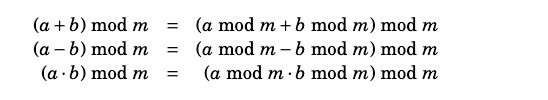 (a + b) mod m = (a mod m + b mod m) mod m
(a − b) mod m = (a mod m − b mod m) mod m
(a · b) mod m = (a mod m · b mod m) mod m